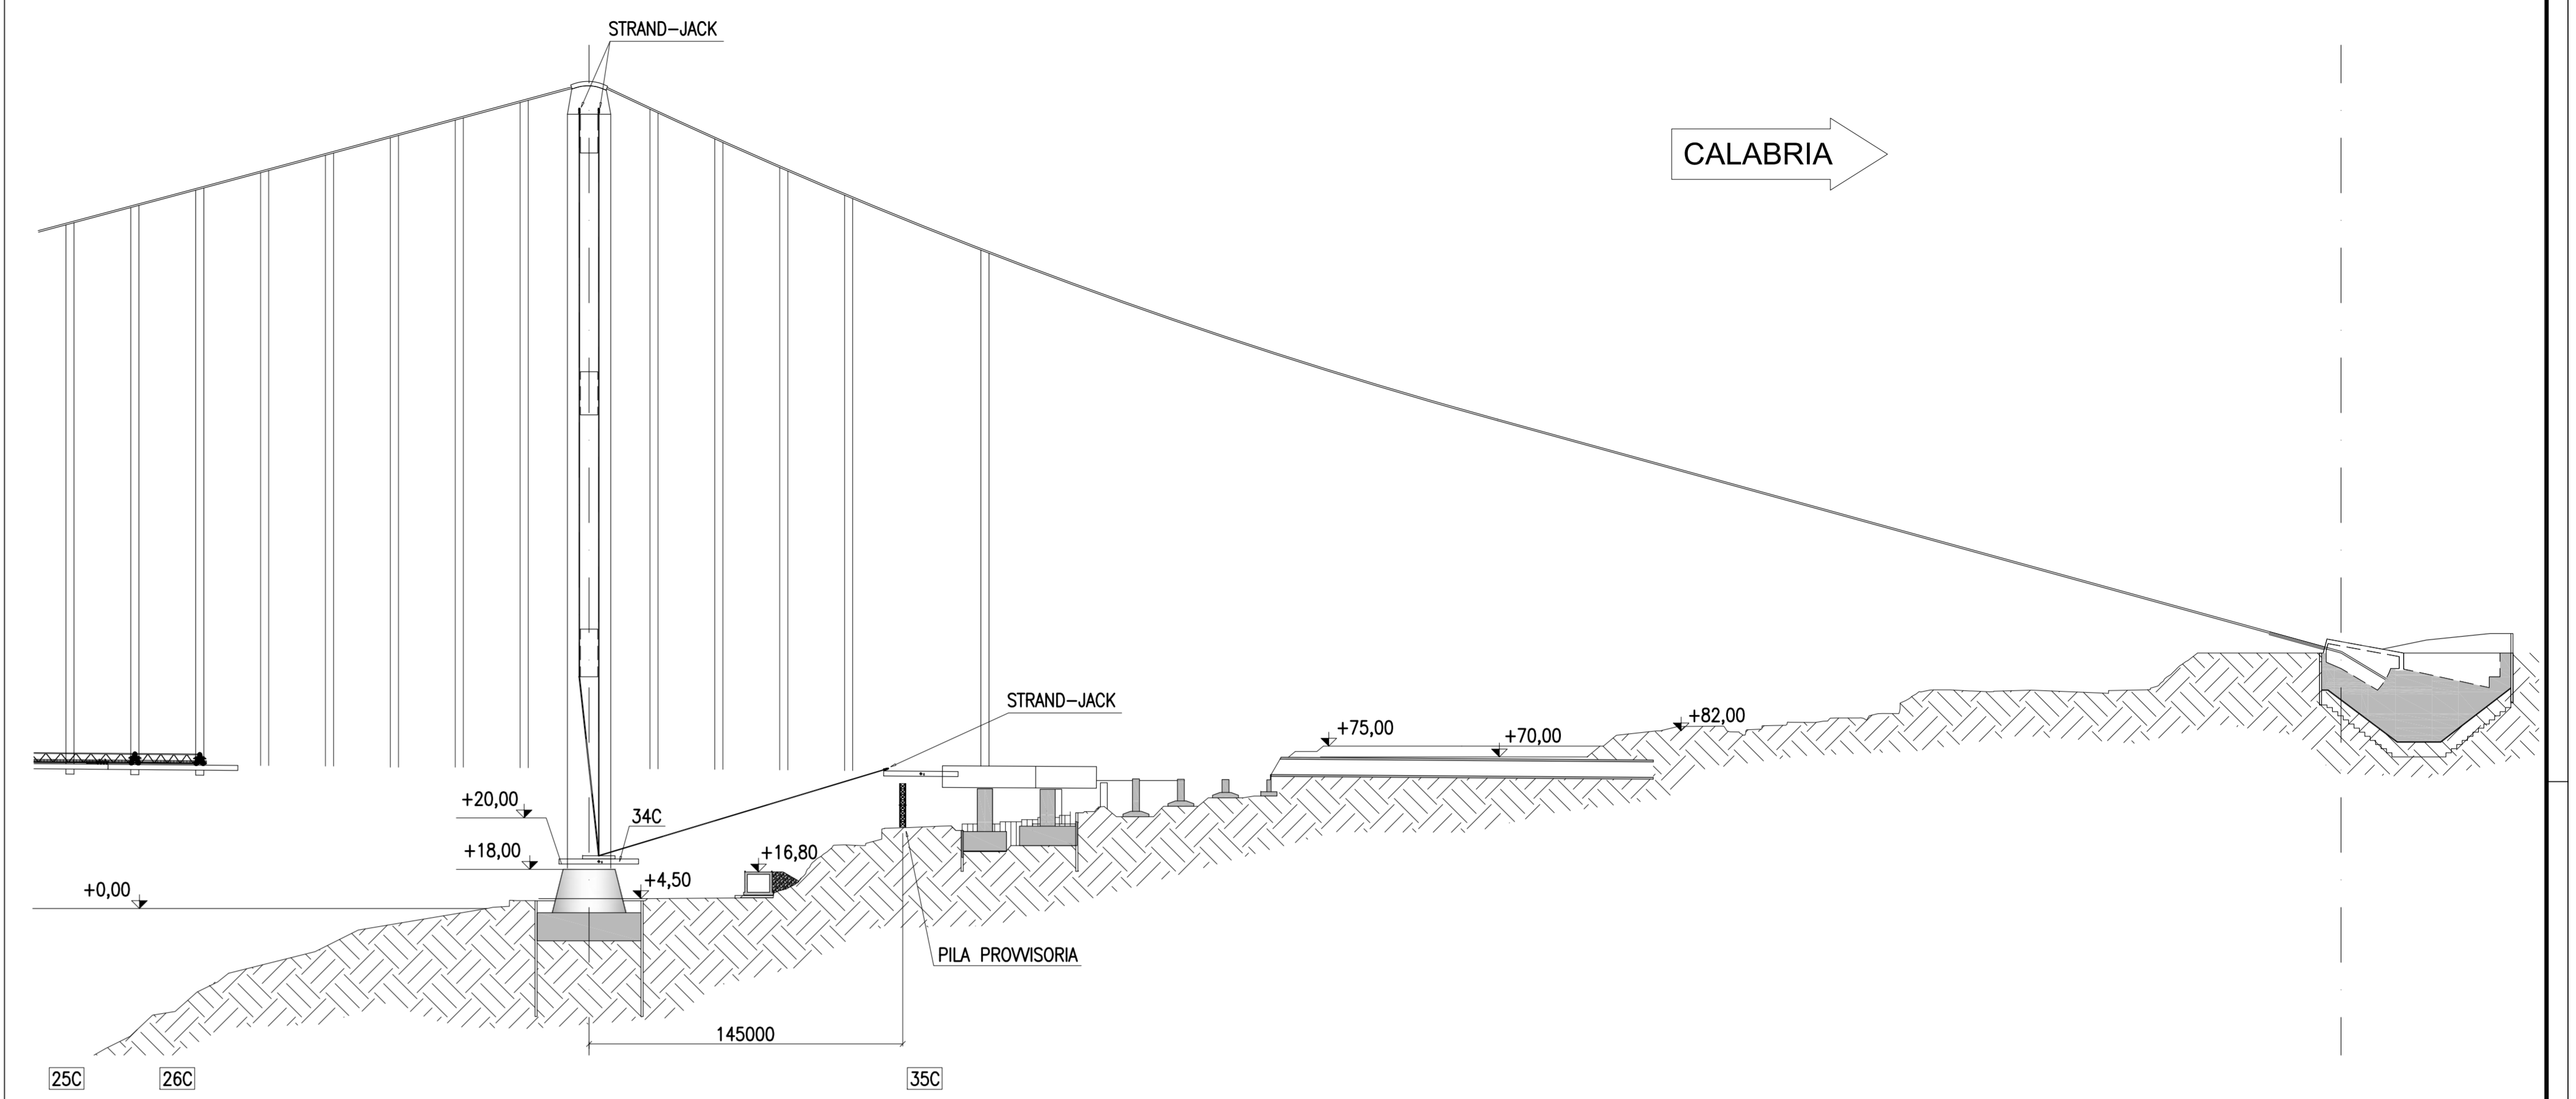 STRAND-JACK
CALABRIA
STRAND-JACK
+75,00
+82,00
+70,00
+20,00
34C
+18,00
+16,80
+4,50
+0,00
PILA PROVVISORIA
145000
25C
26C
35C